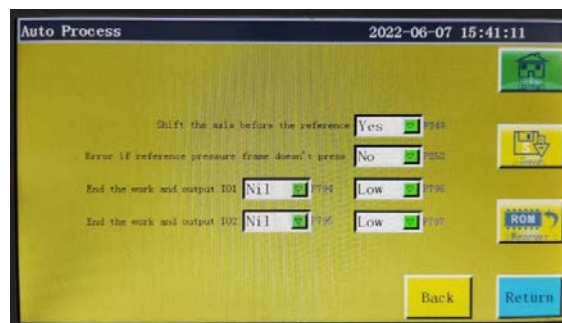 Auto Process 2022-06-07 15:41:11
Shift the axis before the reference Yes P348
Error if reference pressure frame doesn't press No P252
End the work and output IO1 Nil P794 Low P796
End the work and output IO2 Nil P795 Low P797
Save
ROM
Recovery
Back Return